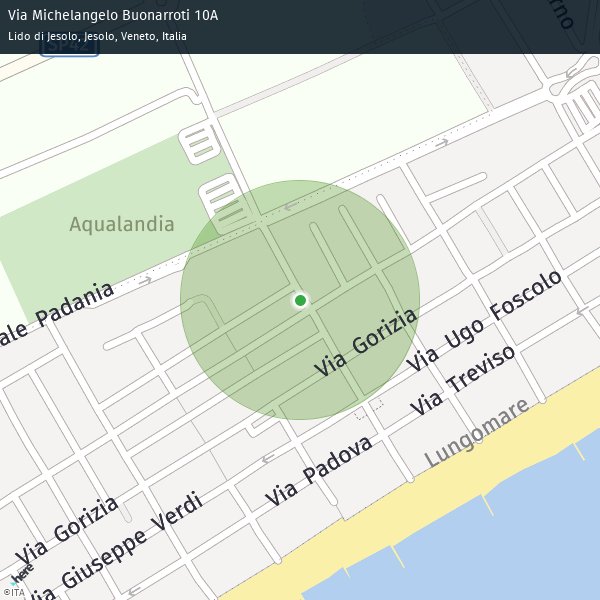 Via Michelangelo Buonarroti 10A
Lido di Jesolo, Jesolo, Veneto, Italia
SP42
Aqualandia
ale Padania
Via Gorizia
Via Ugo Foscolo
Via Treviso
Lungomare
Via Padova
Via Gorizia
Via Giuseppe Verdi
here
©ITA